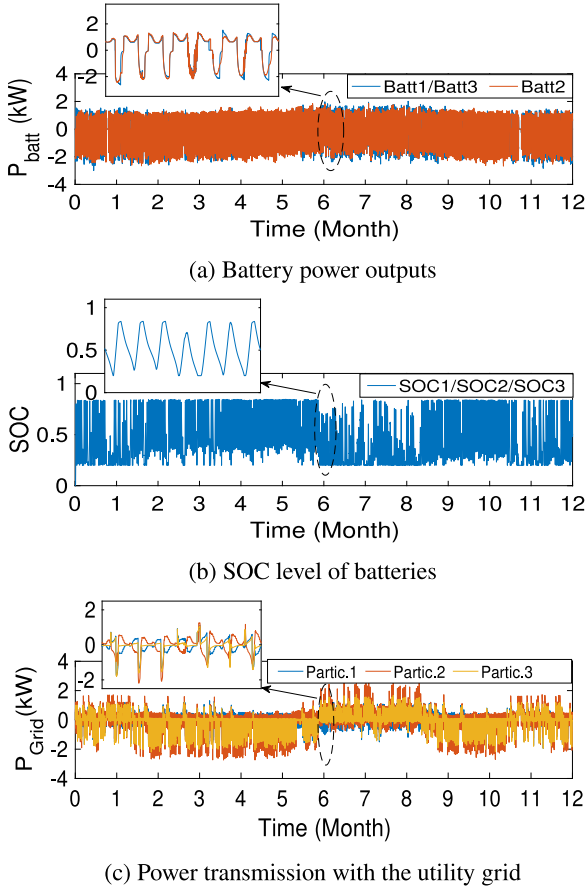 2
0
-2
4
2
0
-2
-4
P_batt (kW)
Batt1/Batt3 Batt2
0 1 2 3 4 5 6 7 8 9 10 11 12
Time (Month)
(a) Battery power outputs
1
0.5
0
1
0.5
0
SOC
SOC1/SOC2/SOC3
0 1 2 3 4 5 6 7 8 9 10 11 12
Time (Month)
(b) SOC level of batteries
2
0
-2
4
2
0
-2
-4
P_Grid(kW)
Partic.1 Partic.2 Partic.3
0 1 2 3 4 5 6 7 8 9 10 11 12
Time (Month)
(c) Power transmission with the utility grid